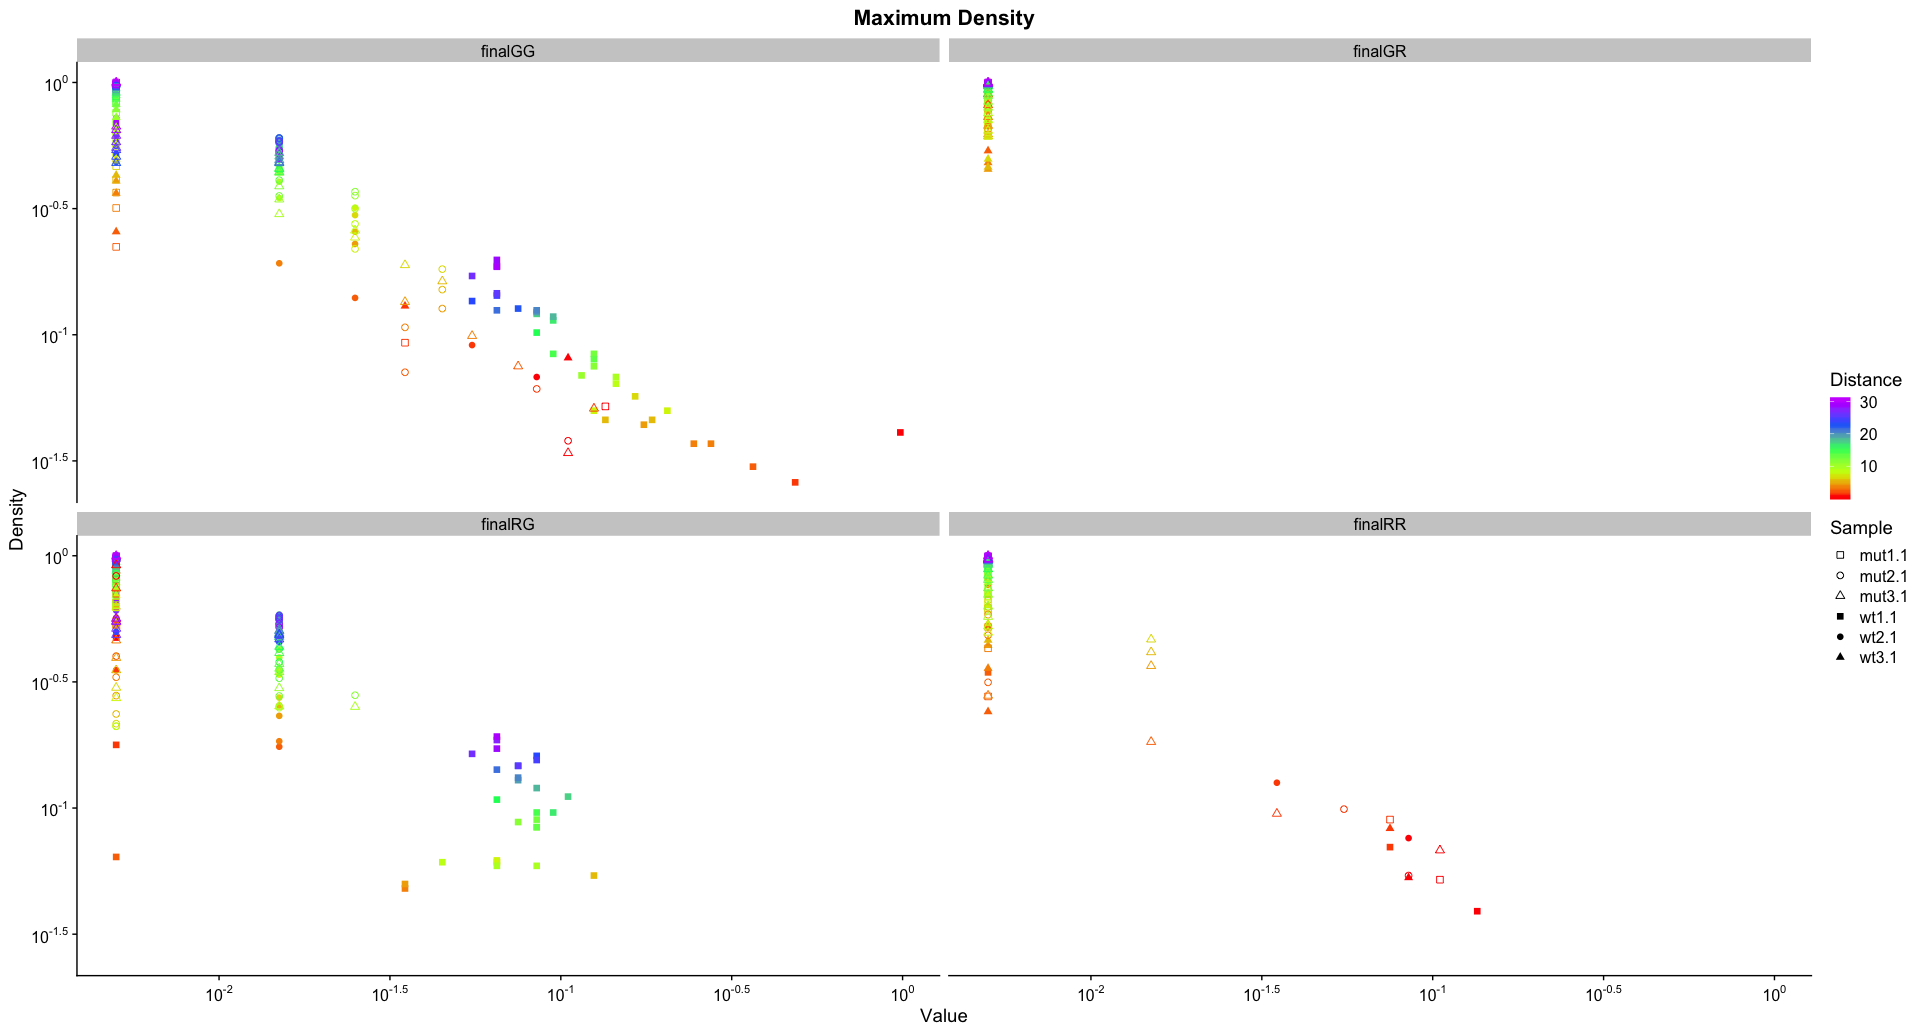 Maximum Density
finalGG
finalGR
10^0
10^-0.5
10^-1
10^-1.5
Density
finalRG
finalRR
10^0
10^-0.5
10^-1
10^-1.5
10^-2 10^-1.5 10^-1 10^-0.5 10^0
10^-2 10^-1.5 10^-1 10^-0.5 10^0
Value
Distance
30
20
10
Sample
mut1.1
mut2.1
mut3.1
wt1.1
wt2.1
wt3.1